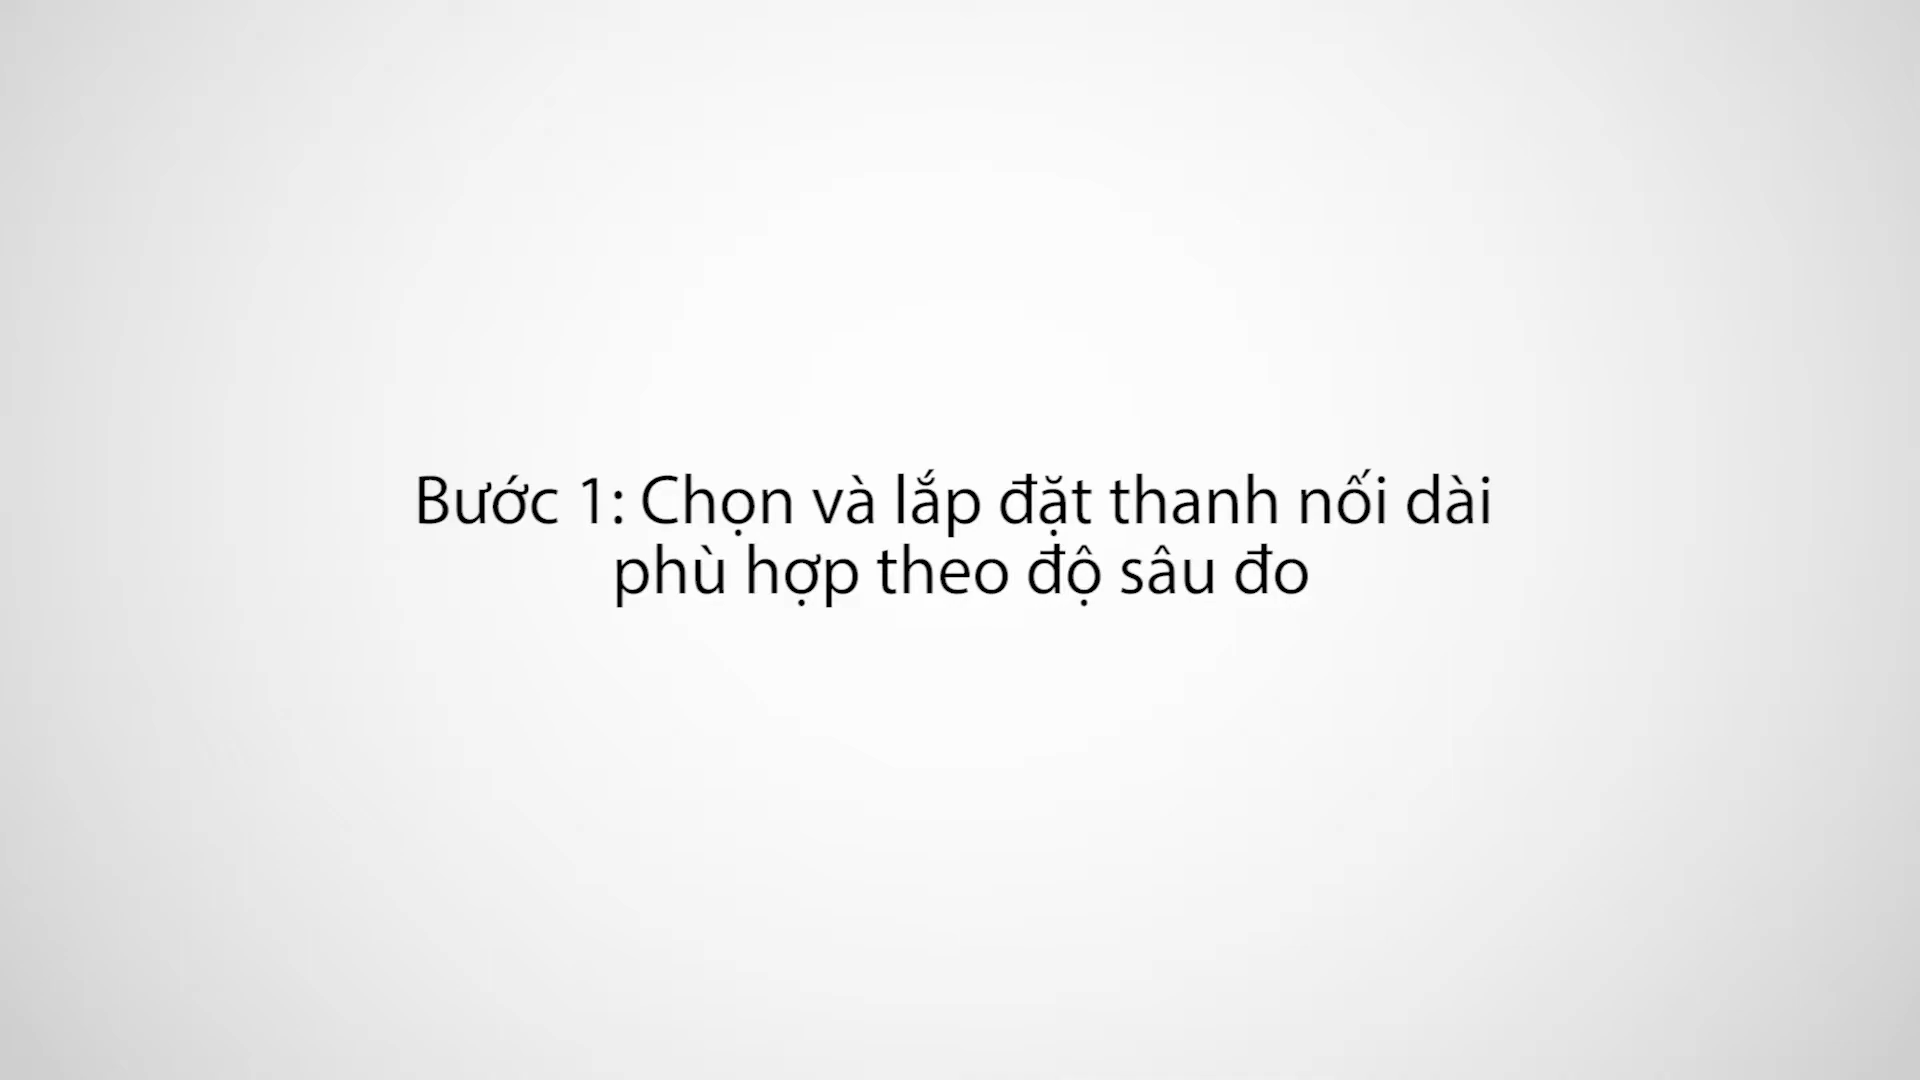 Bước 1: Chọn và lắp đặt thanh nối dài
phù hợp theo độ sâu đo